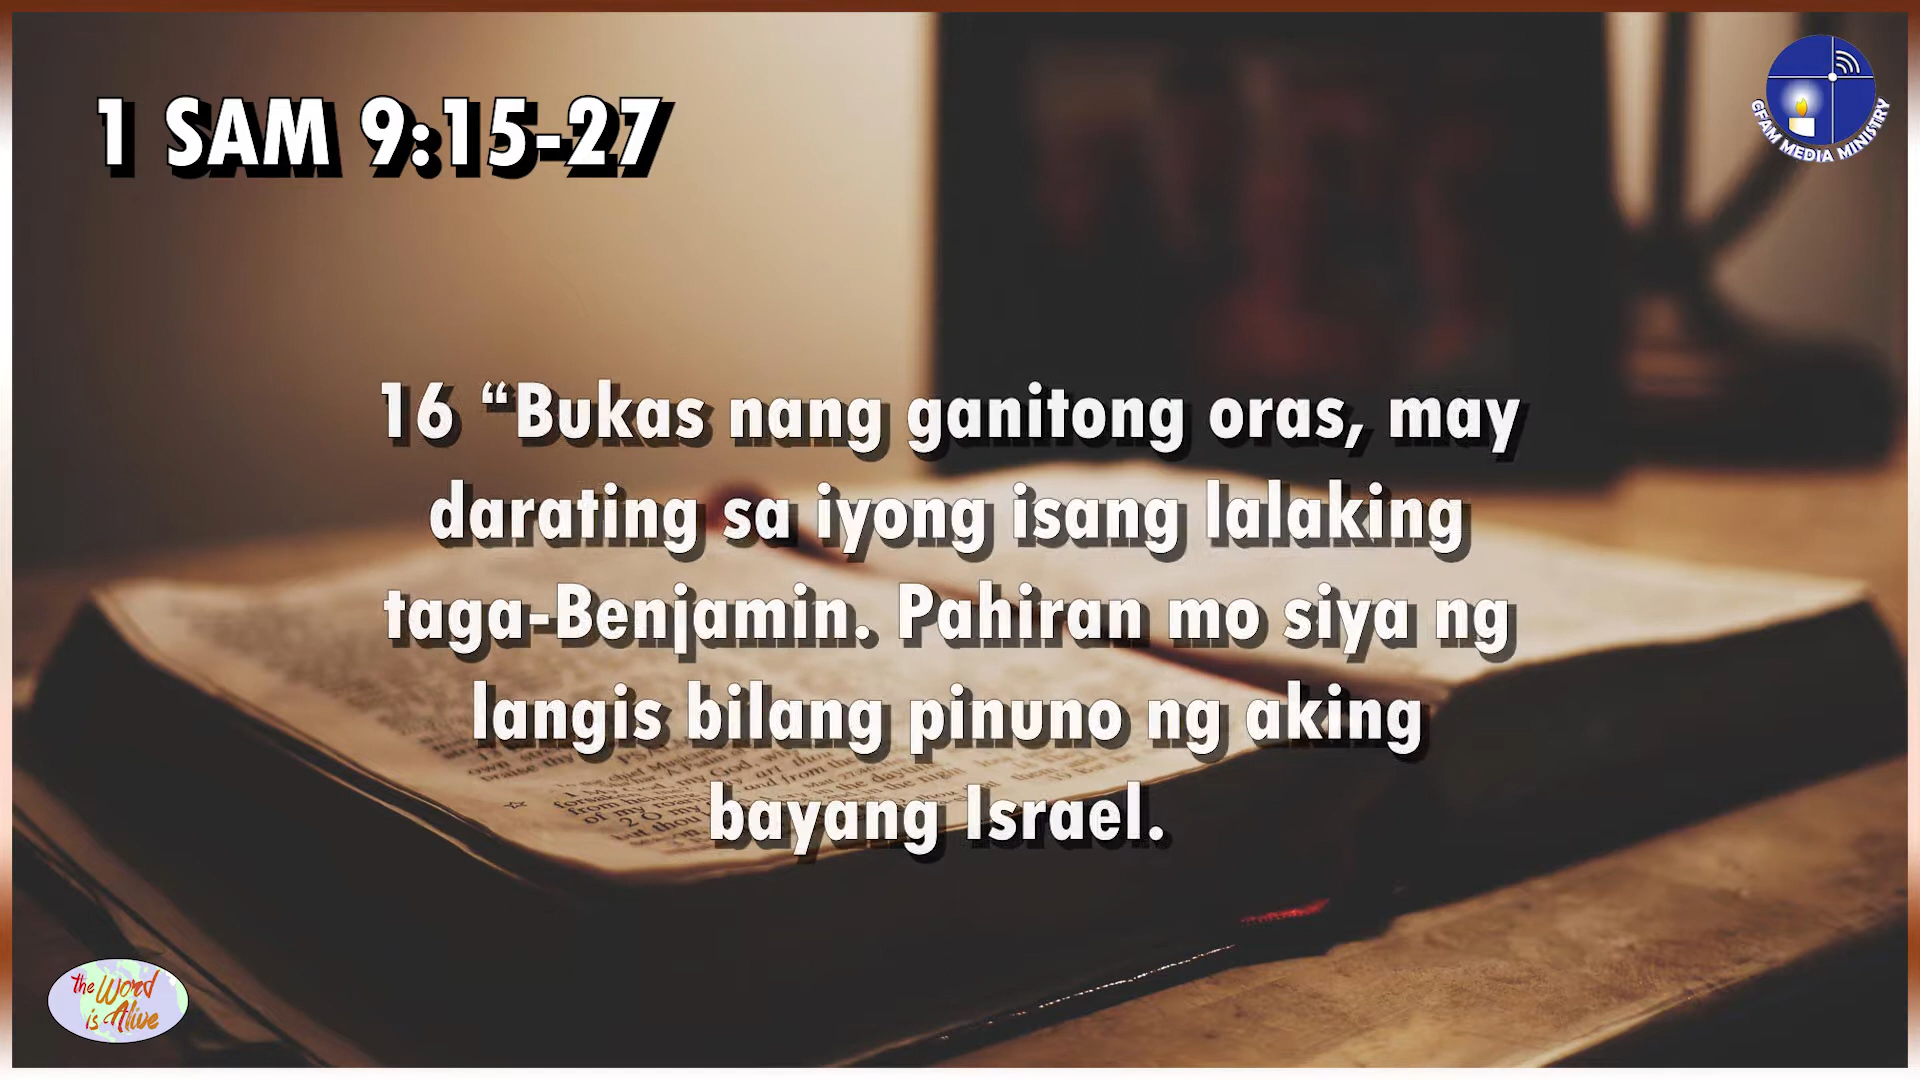 1 SAM 9:15-27
GFAM MEDIA MINISTRY
16 “Bukas nang ganitong oras, may
darating sa iyong isang lalaking
taga-Benjamin. Pahiran mo siya ng
langis bilang pinuno ng aking
bayang Israel.
the Word
is Alive